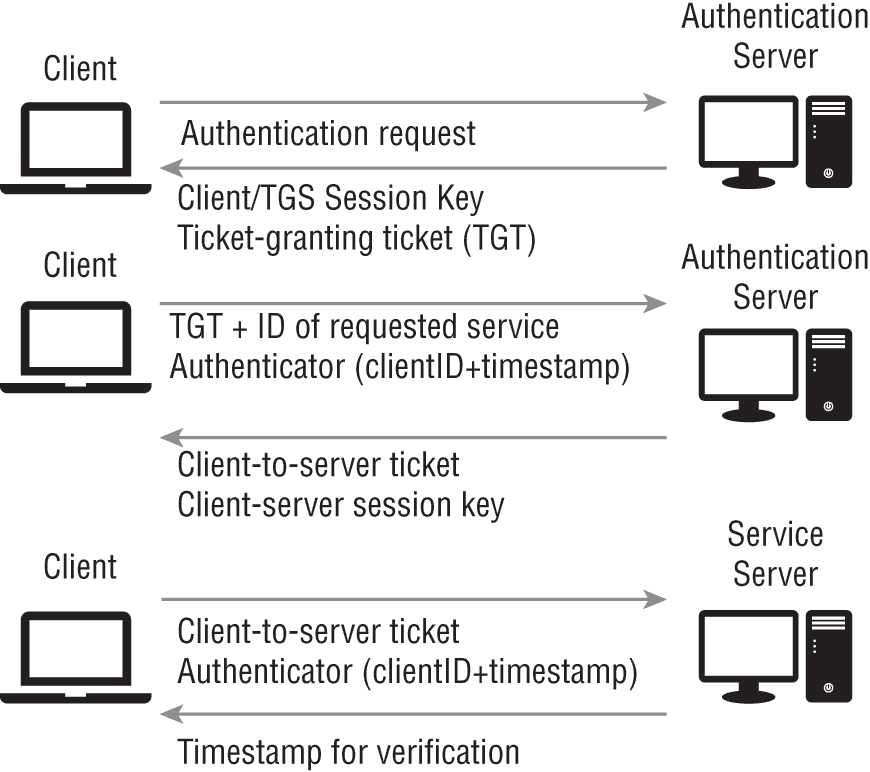 Client
Authentication
Server
Authentication request
Client/TGS Session Key
Ticket-granting ticket (TGT)
Client
Authentication
Server
TGT + ID of requested service
Authenticator (clientID+timestamp)
Client-to-server ticket
Client-server session key
Client
Service
Server
Client-to-server ticket
Authenticator (clientID+timestamp)
Timestamp for verification